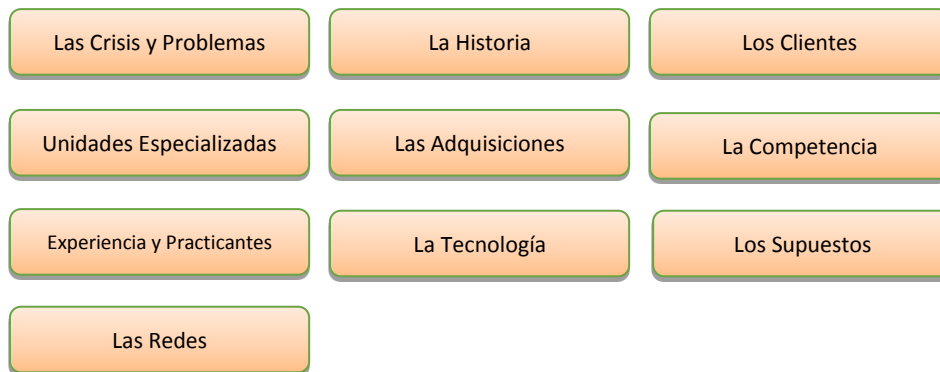 Las Crisis y Problemas
La Historia
Los Clientes
Unidades Especializadas
Las Adquisiciones
La Competencia
Experiencia y Practicantes
La Tecnología
Los Supuestos
Las Redes